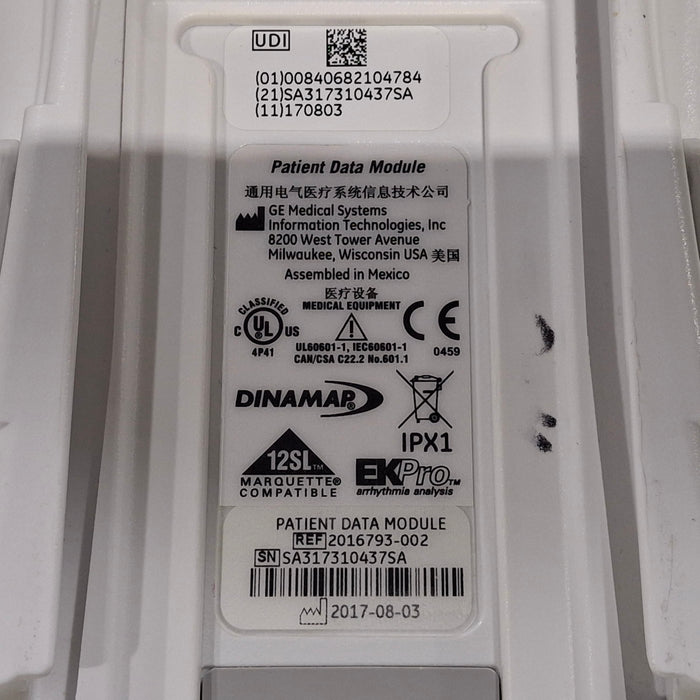 UDI
(01)00840682104784
(21)SA317310437SA
(11)170803
Patient Data Module
通用电气医疗系统信息技术公司
GE Medical Systems
Information Technologies, Inc
8200 West Tower Avenue
Milwaukee, Wisconsin USA 美国
Assembled in Mexico
医疗设备
MEDICAL EQUIPMENT
CLASSIFIED
C UL US
4P41
UL60601-1, IEC60601-1
CAN/CSA C22.2 No.601.1
CE
0459
DINAMAP®
IPX1
12SL™
MARQUETTE®
COMPATIBLE
EKPro™
arrhythmia analysis
PATIENT DATA MODULE
REF 2016793-002
SN SA317310437SA
2017-08-03